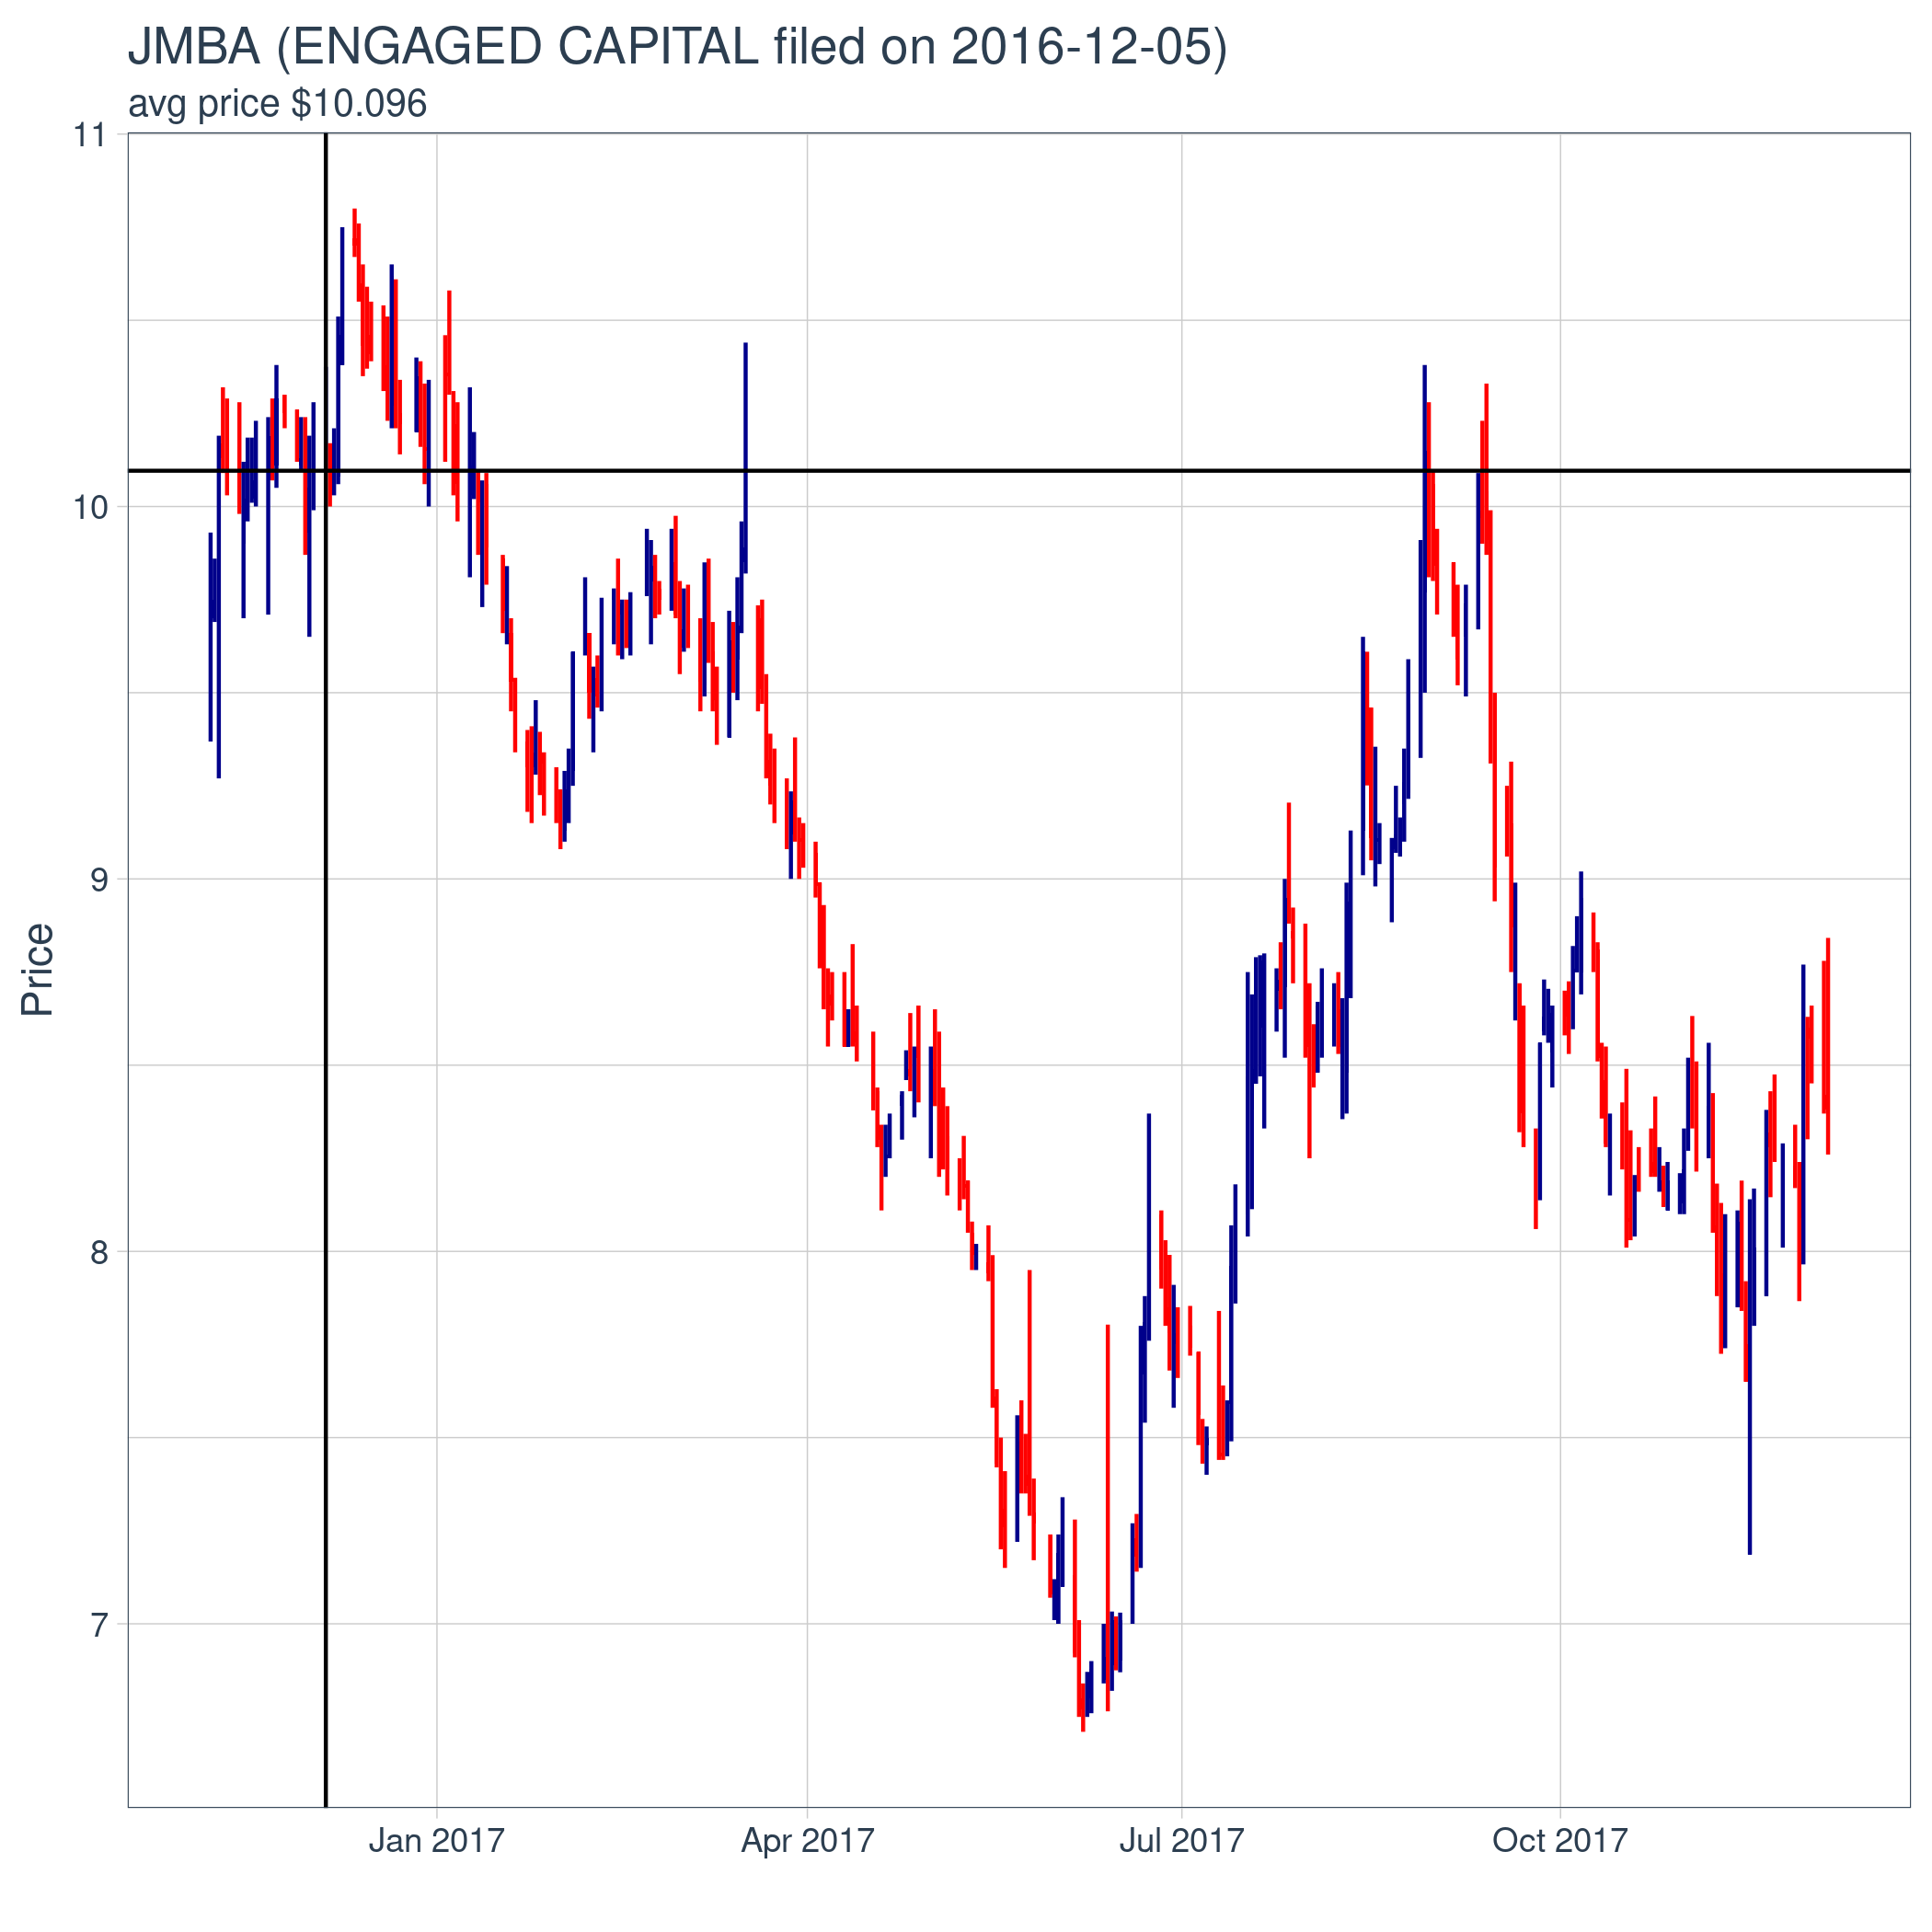 JMBA (ENGAGED CAPITAL filed on 2016-12-05)
avg price $10.096
11
10
9
8
7
Price
Jan 2017
Apr 2017
Jul 2017
Oct 2017